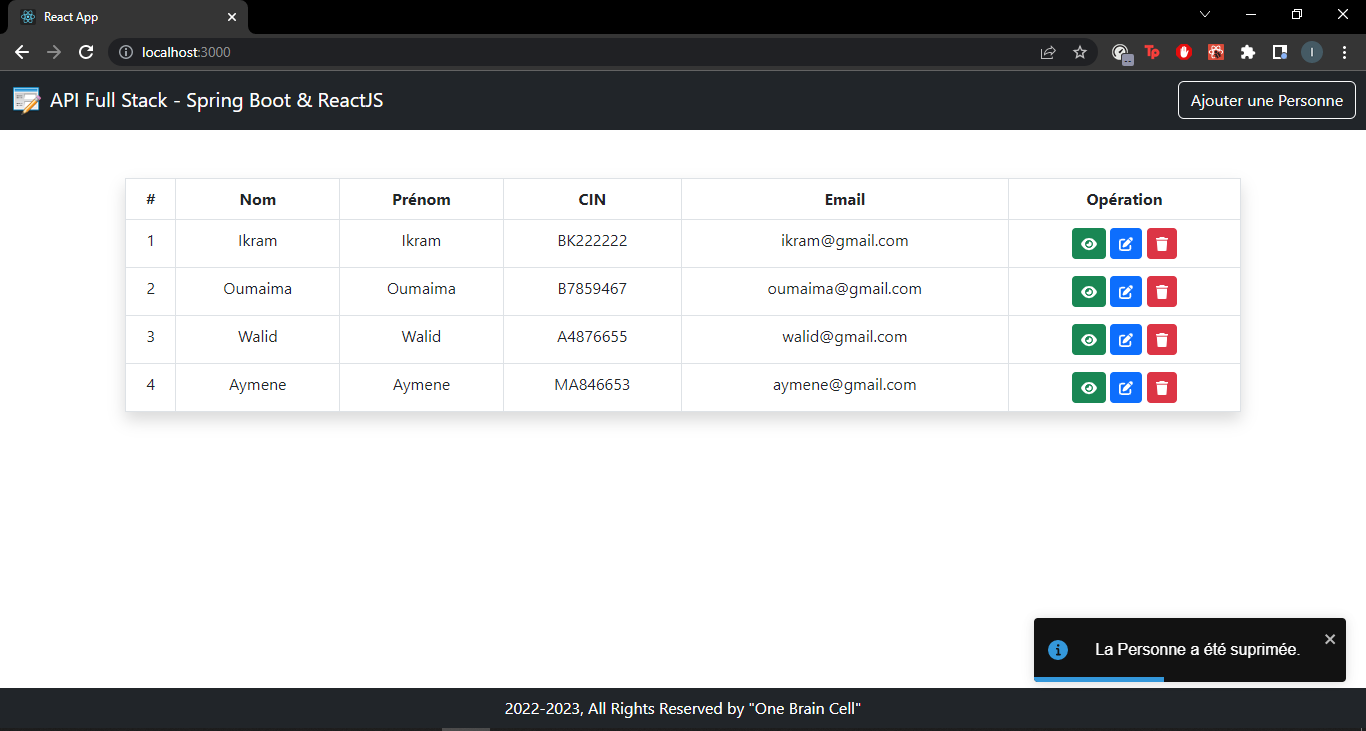 React App
localhost:3000
Tp
I
API Full Stack - Spring Boot & ReactJS
Ajouter une Personne
# Nom Prénom CIN Email Opération
1 Ikram Ikram BK222222 ikram@gmail.com
2 Oumaima Oumaima B7859467 oumaima@gmail.com
3 Walid Walid A4876655 walid@gmail.com
4 Aymene Aymene MA846653 aymene@gmail.com
La Personne a été suprimée.
2022-2023, All Rights Reserved by "One Brain Cell"